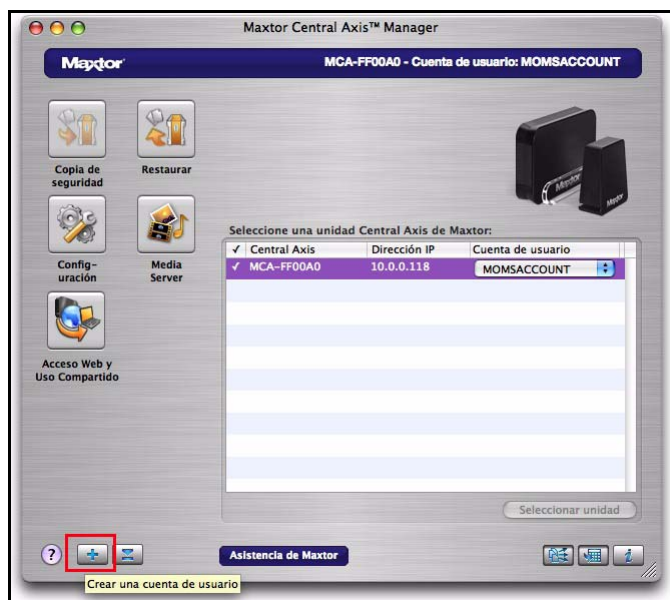 Maxtor Central Axis™ Manager
Maxtor
MCA-FF00A0 - Cuenta de usuario: MOMSACCOUNT
Copia de
seguridad
Restaurar
Maxtor
Maxtor
Config-
uración
Media
Server
Acceso Web y
Uso Compartido
Seleccione una unidad Central Axis de Maxtor:
✓ Central Axis Dirección IP Cuenta de usuario
✓ MCA-FF00A0 10.0.0.118 MOMSACCOUNT
Seleccionar unidad
?
+
Asistencia de Maxtor
i
Crear una cuenta de usuario